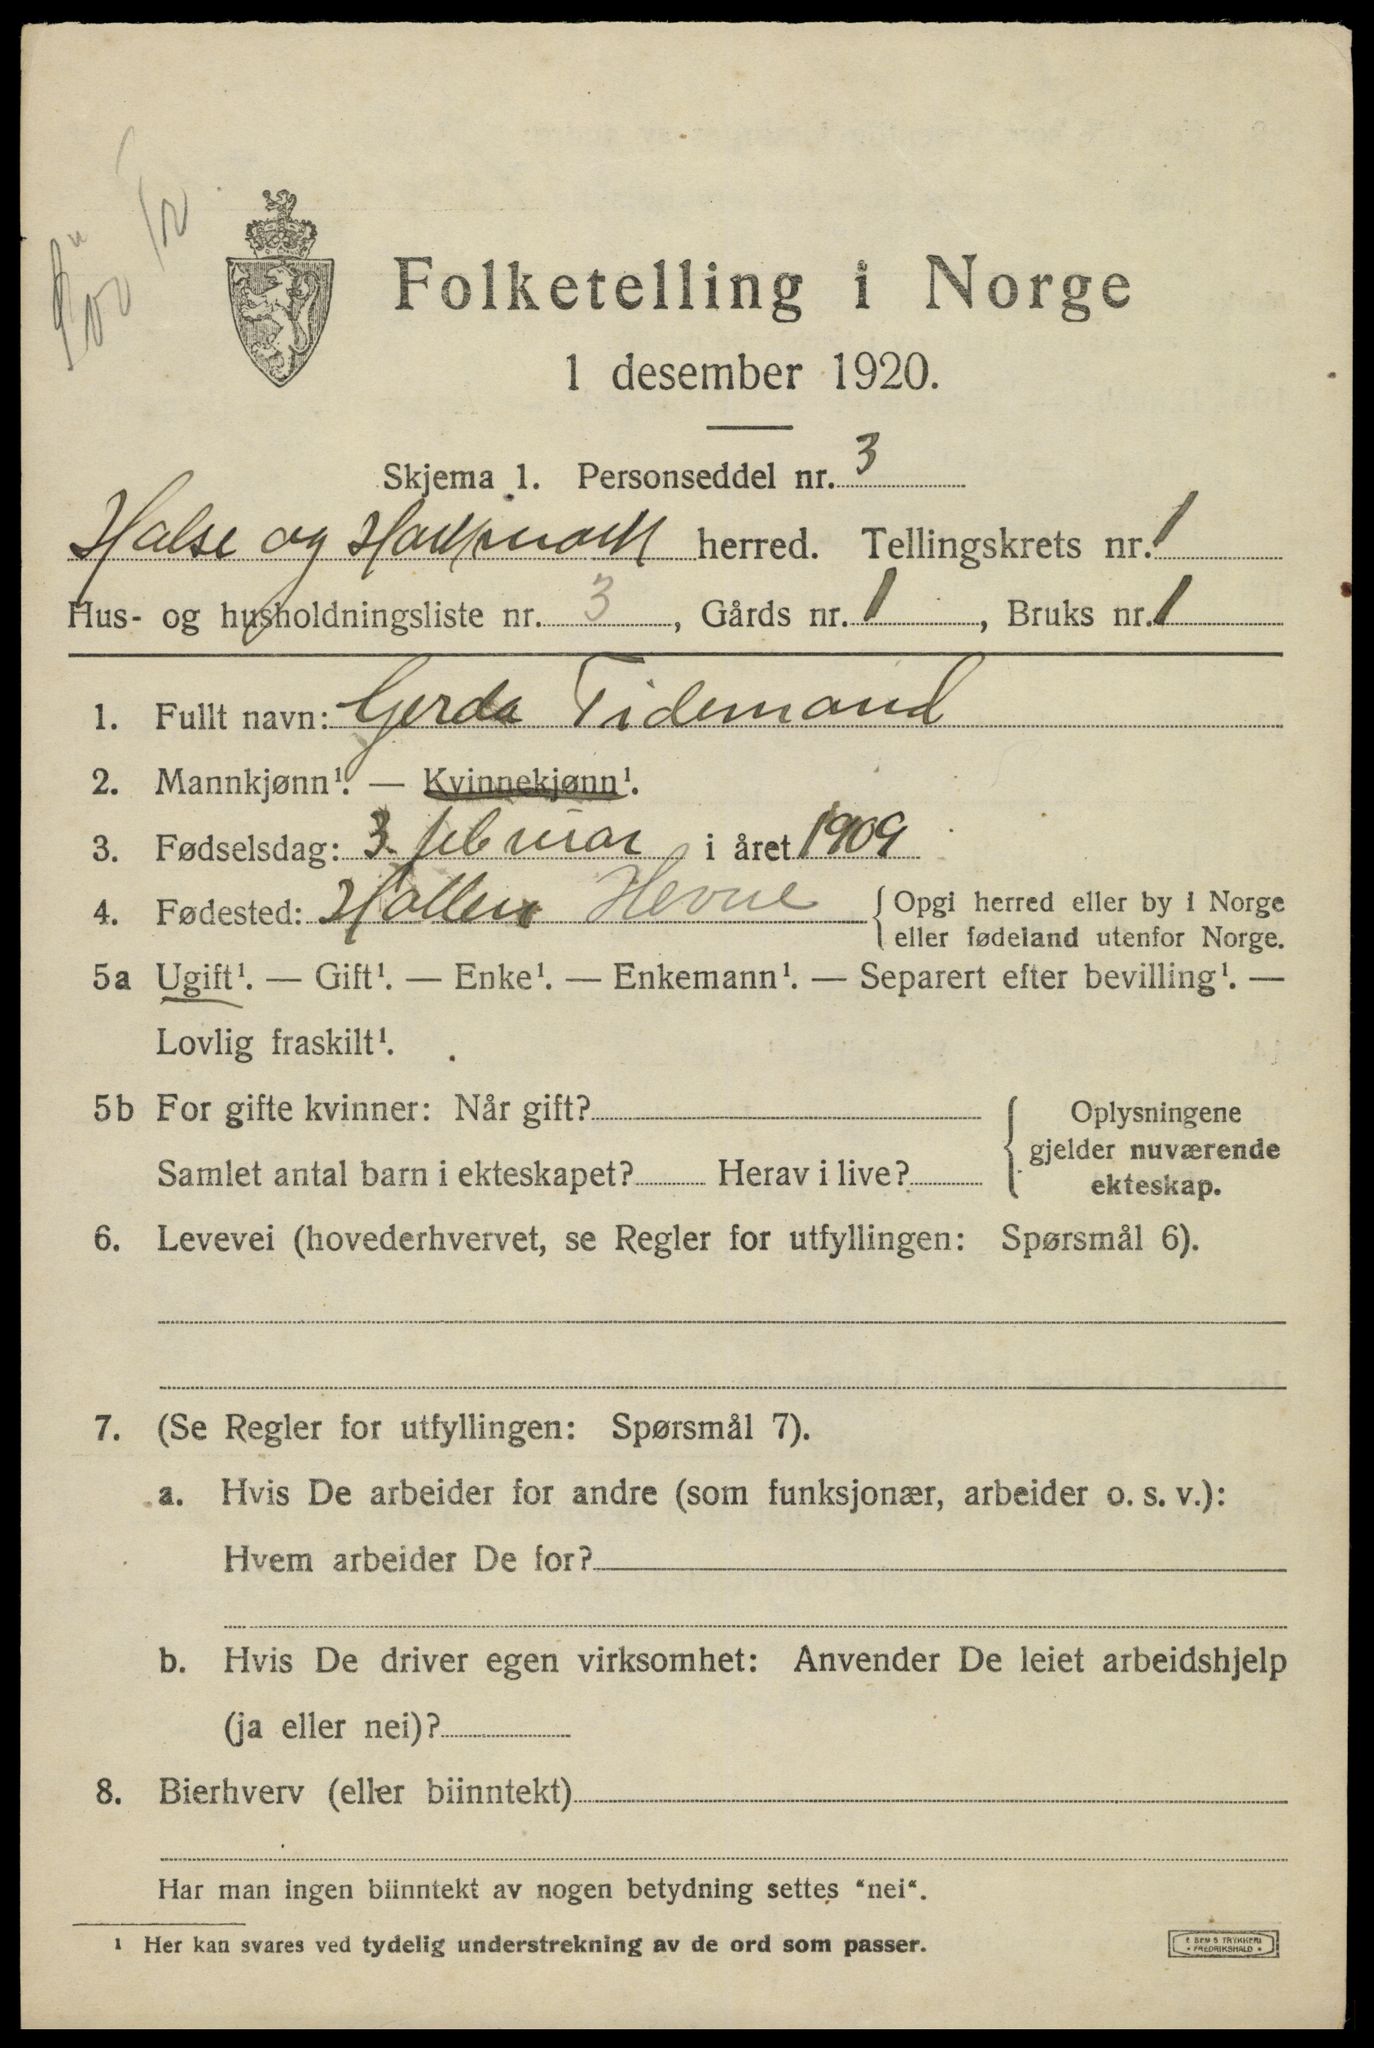 Folketelling i Norge
1 desember 1920.
Skjema 1. Personseddel nr. 3
Halse og Harkmark herred. Tellingskrets nr. 1
Hus- og husholdningsliste nr. 3, Gårds nr. 1, Bruks nr. 1
1. Fullt navn: Gerda Tidemand
2. Mannkjønn¹. — Kvinnekjønn¹.
3. Fødselsdag: 3. februar i året 1909
4. Fødested: Hollen Hevne {Opgi herred eller by i Norge
eller fødeland utenfor Norge.
5a Ugift¹. — Gift¹. — Enke¹. — Enkemann¹. — Separert efter bevilling¹. —
Lovlig fraskilt¹.
5b For gifte kvinner: Når gift?
Samlet antal barn i ekteskapet? Herav i live?
{Oplysningene
gjelder nuværende
ekteskap.
6. Levevei (hovederhvervet, se Regler for utfyllingen: Spørsmål 6).
7. (Se Regler for utfyllingen: Spørsmål 7).
a. Hvis De arbeider for andre (som funksjonær, arbeider o. s. v.):
Hvem arbeider De for?
b. Hvis De driver egen virksomhet: Anvender De leiet arbeidshjelp
(ja eller nei)?
8. Bierhverv (eller biinntekt)
Har man ingen biinntekt av nogen betydning settes "nei".
¹ Her kan svares ved tydelig understrekning av de ord som passer.
E SEM'S TRYKKERI
• FREDRIKSHALD •